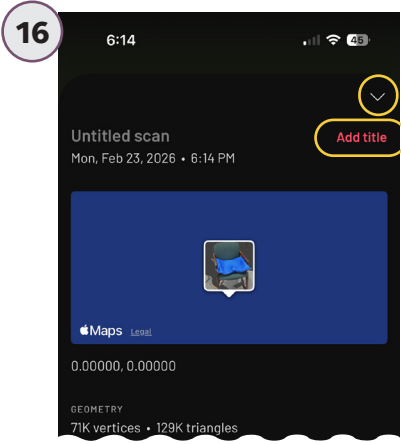 16
6:14
45
Untitled scan
Add title
Mon, Feb 23, 2026 • 6:14 PM
Maps Legal
0.00000, 0.00000
GEOMETRY
71K vertices • 129K triangles